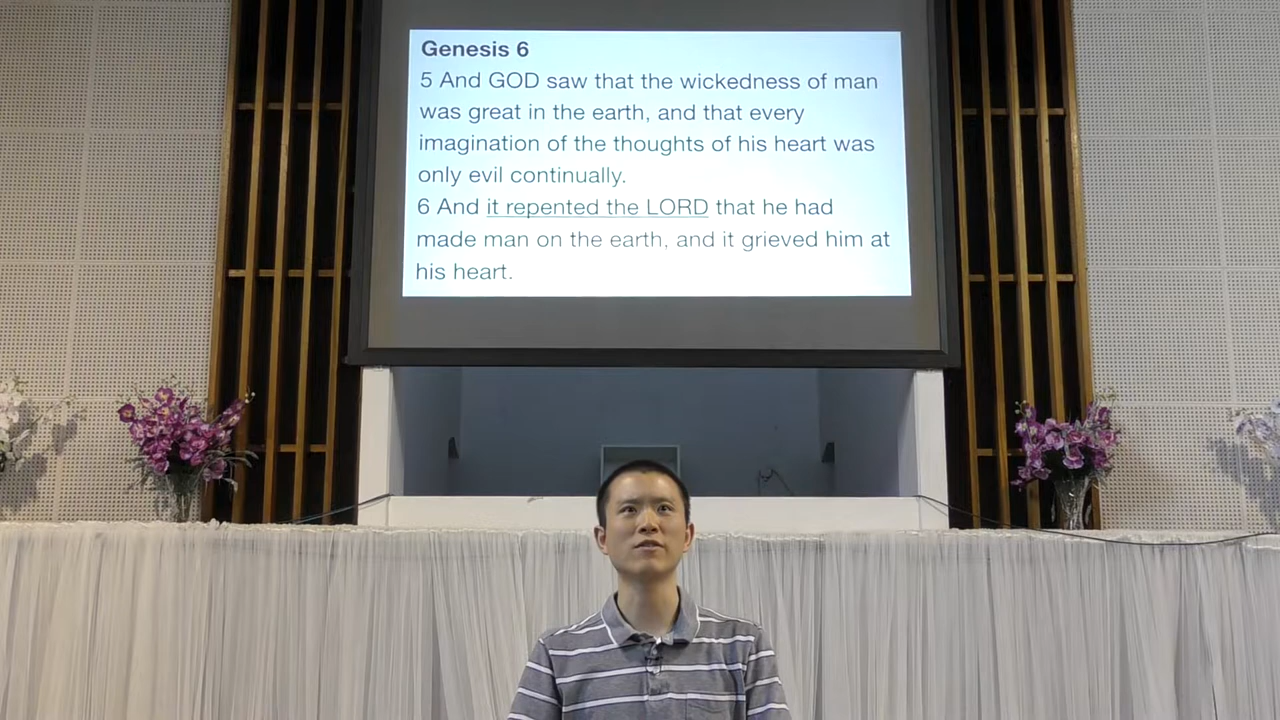 Genesis 6
5 And GOD saw that the wickedness of man
was great in the earth, and that every
imagination of the thoughts of his heart was
only evil continually.
6 And it repented the LORD that he had
made man on the earth, and it grieved him at
his heart.